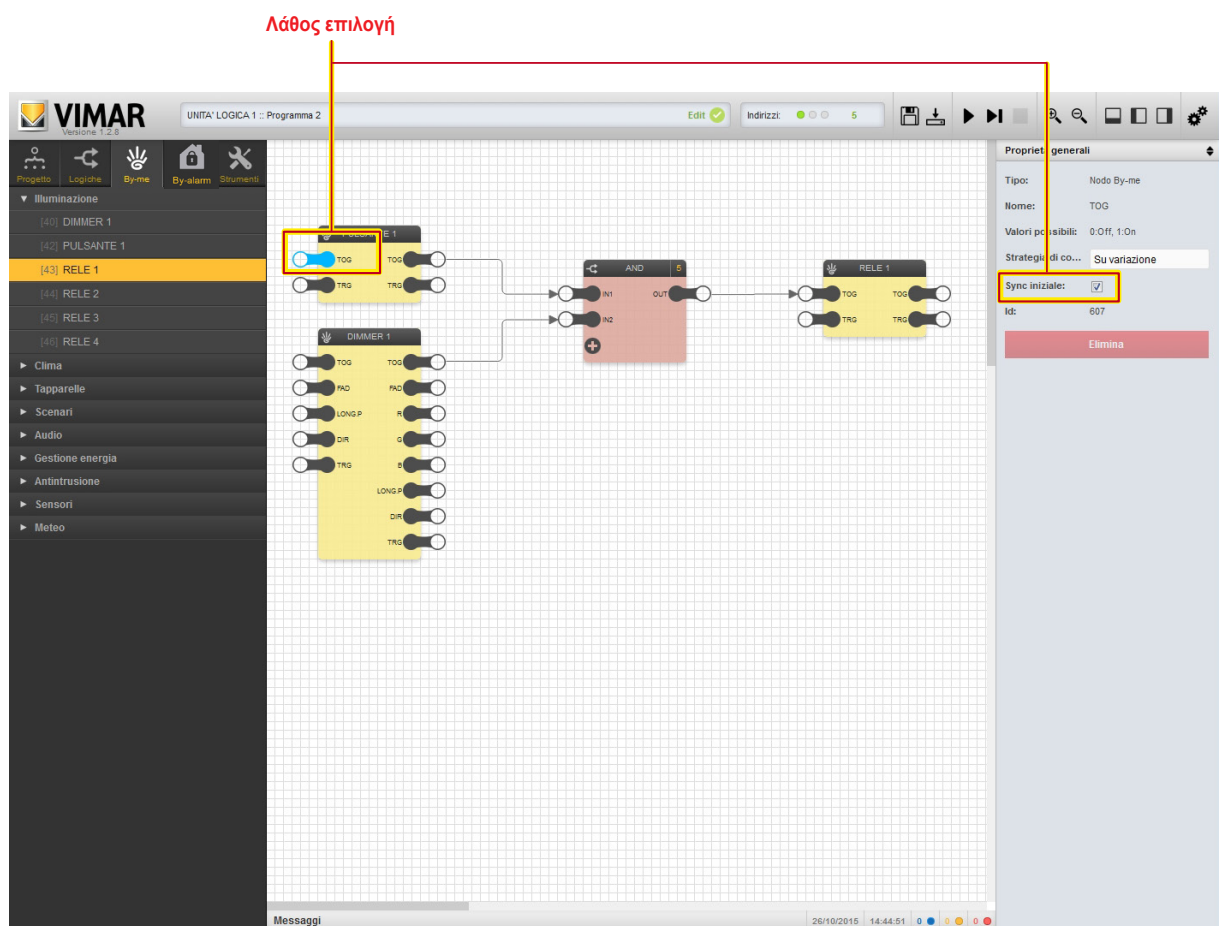 Λάθος επιλογή
VIMAR
Versione 1.2.8
UNITA' LOGICA 1 :: Programma 2
Edit
Indirizzi:
5
Progetto
Logiche
By-me
By-alarm
Strumenti
Illuminazione
[40] DIMMER 1
[42] PULSANTE 1
[43] RELE 1
[44] RELE 2
[45] RELE 3
[46] RELE 4
Clima
Tapparelle
Scenari
Audio
Gestione energia
Antintrusione
Sensori
Meteo
TOG TOG
TRG TRG
DIMMER 1
TOG TOG
FAD FAD
LONG.P R
DIR G
TRG B
LONG.P
DIR
TRG
AND 5
IN1 OUT
IN2
RELE 1
TOG TOG
TRG TRG
Proprietà generali
Tipo: Nodo By-me
Nome: TOG
Valori possibili: 0:Off, 1:On
Strategia di co... Su variazione
Sync iniziale:
Id: 607
Elimina
Messaggi
26/10/2015 14:44:51 0 0 0